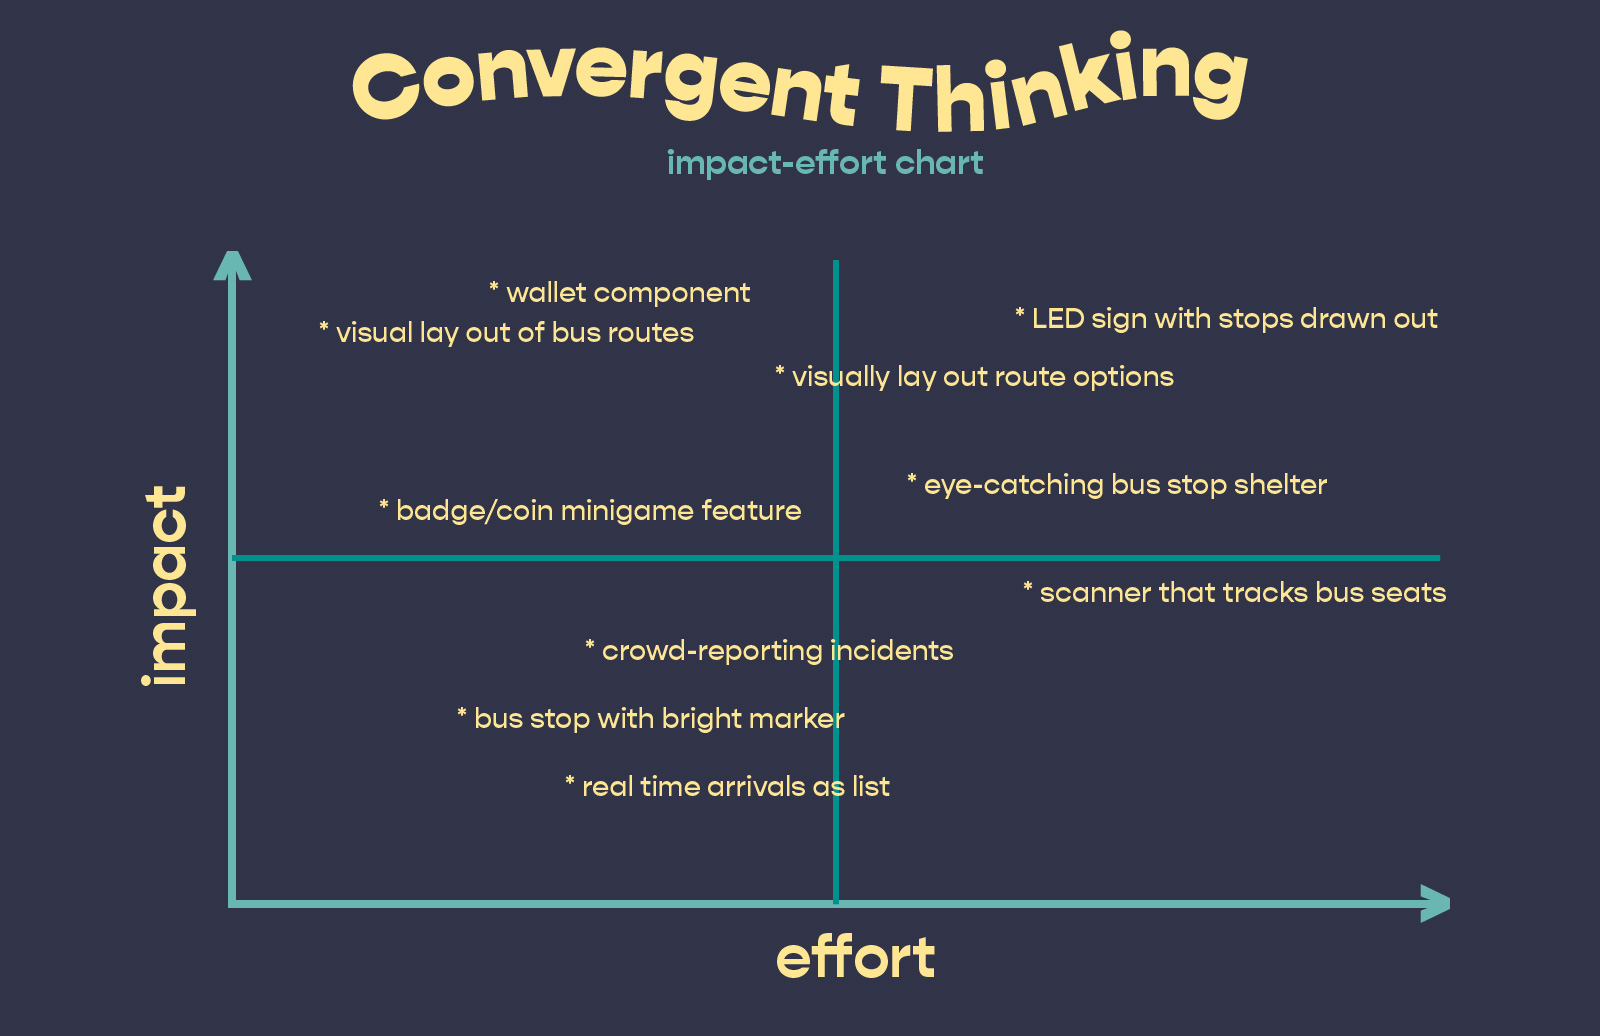 Convergent Thinking
impact-effort chart
* wallet component
* visual lay out of bus routes
* LED sign with stops drawn out
* visually lay out route options
* eye-catching bus stop shelter
* badge/coin minigame feature
* scanner that tracks bus seats
* crowd-reporting incidents
* bus stop with bright marker
* real time arrivals as list
impact
effort